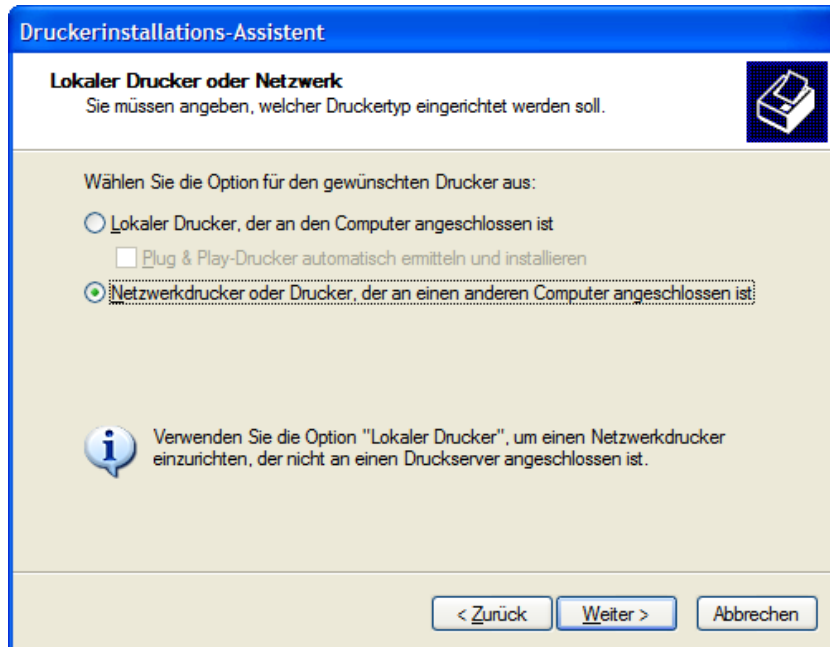 Druckerinstallations-Assistent
Lokaler Drucker oder Netzwerk
Sie müssen angeben, welcher Druckertyp eingerichtet werden soll.
Wählen Sie die Option für den gewünschten Drucker aus:
Lokaler Drucker, der an den Computer angeschlossen ist
Plug & Play-Drucker automatisch ermitteln und installieren
Netzwerkdrucker oder Drucker, der an einen anderen Computer angeschlossen ist
Verwenden Sie die Option "Lokaler Drucker", um einen Netzwerkdrucker
einzurichten, der nicht an einen Druckserver angeschlossen ist.
< Zurück Weiter > Abbrechen